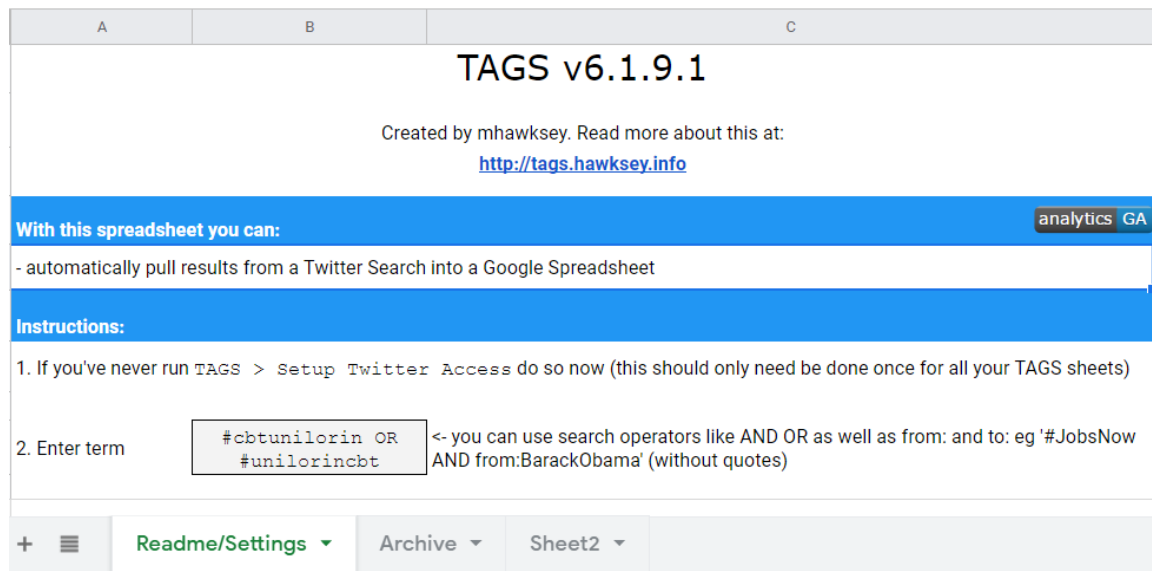 A B C
TAGS v6.1.9.1
Created by mhawksey. Read more about this at:
http://tags.hawksey.info
With this spreadsheet you can:
analytics GA
- automatically pull results from a Twitter Search into a Google Spreadsheet
Instructions:
1. If you've never run TAGS > Setup Twitter Access do so now (this should only need be done once for all your TAGS sheets)
2. Enter term
#cbtunilorin OR
#unilorincbt
<- you can use search operators like AND OR as well as from: and to: eg '#JobsNow
AND from:BarackObama' (without quotes)
+ Readme/Settings Archive Sheet2